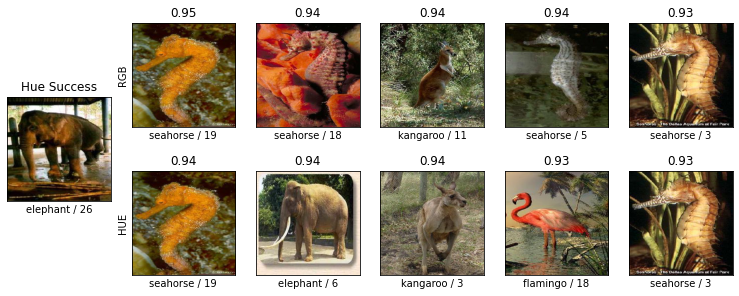 Hue Success
elephant / 26
RGB
0.95
0.94
0.94
0.94
0.93
seahorse / 19
seahorse / 18
kangaroo / 11
seahorse / 5
seahorse / 3
HUE
0.94
0.94
0.94
0.93
0.93
seahorse / 19
elephant / 6
kangaroo / 3
flamingo / 18
seahorse / 3